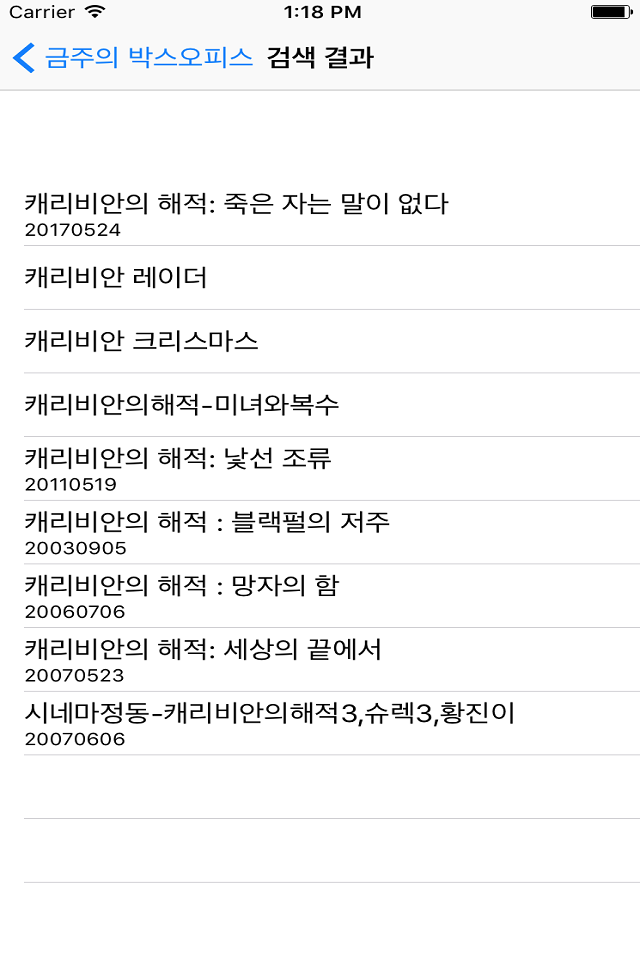 Carrier 1:18 PM
금주의 박스오피스 검색 결과
캐리비안의 해적: 죽은 자는 말이 없다
20170524
캐리비안 레이더
캐리비안 크리스마스
캐리비안의해적-미녀와복수
캐리비안의 해적: 낯선 조류
20110519
캐리비안의 해적 : 블랙펄의 저주
20030905
캐리비안의 해적 : 망자의 함
20060706
캐리비안의 해적: 세상의 끝에서
20070523
시네마정동-캐리비안의해적3,슈렉3,황진이
20070606